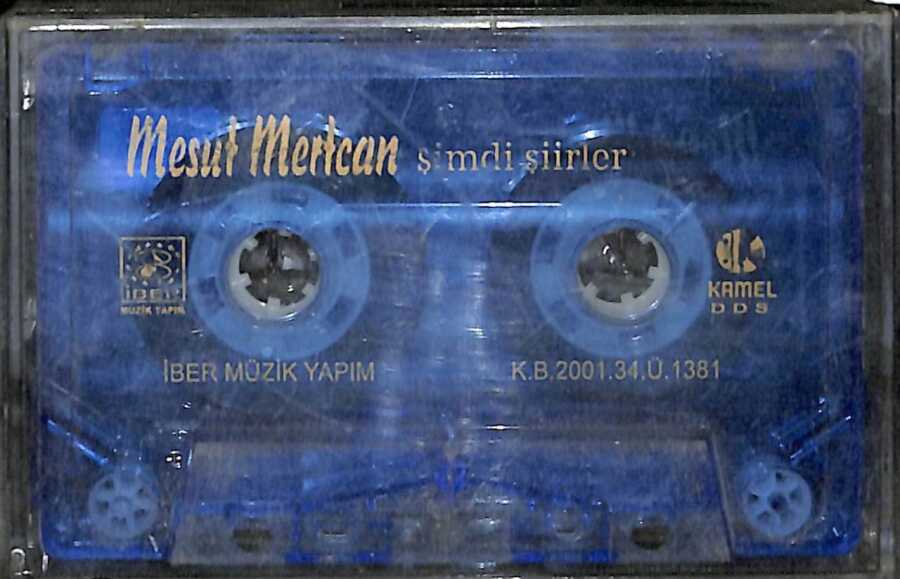 Mesut Mertcan şimdi şiirler
İBER
MÜZİK YAPIM
KAMEL
DDS
İBER MÜZİK YAPIM K.B.2001.34.Ü.1381